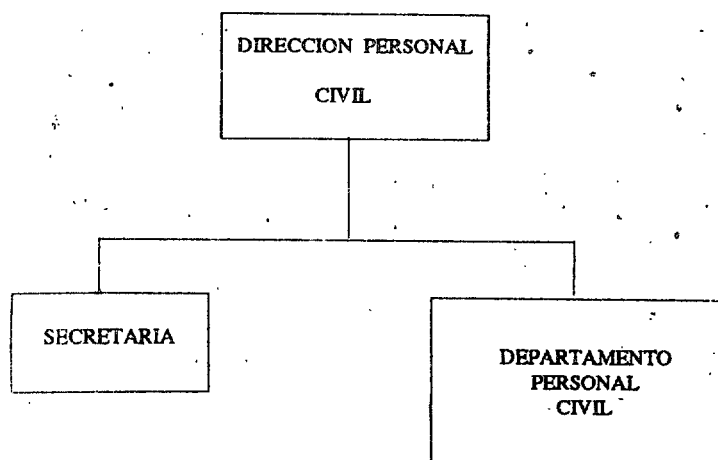 DIRECCION PERSONAL
CIVIL
SECRETARIA
DEPARTAMENTO
PERSONAL
CIVIL